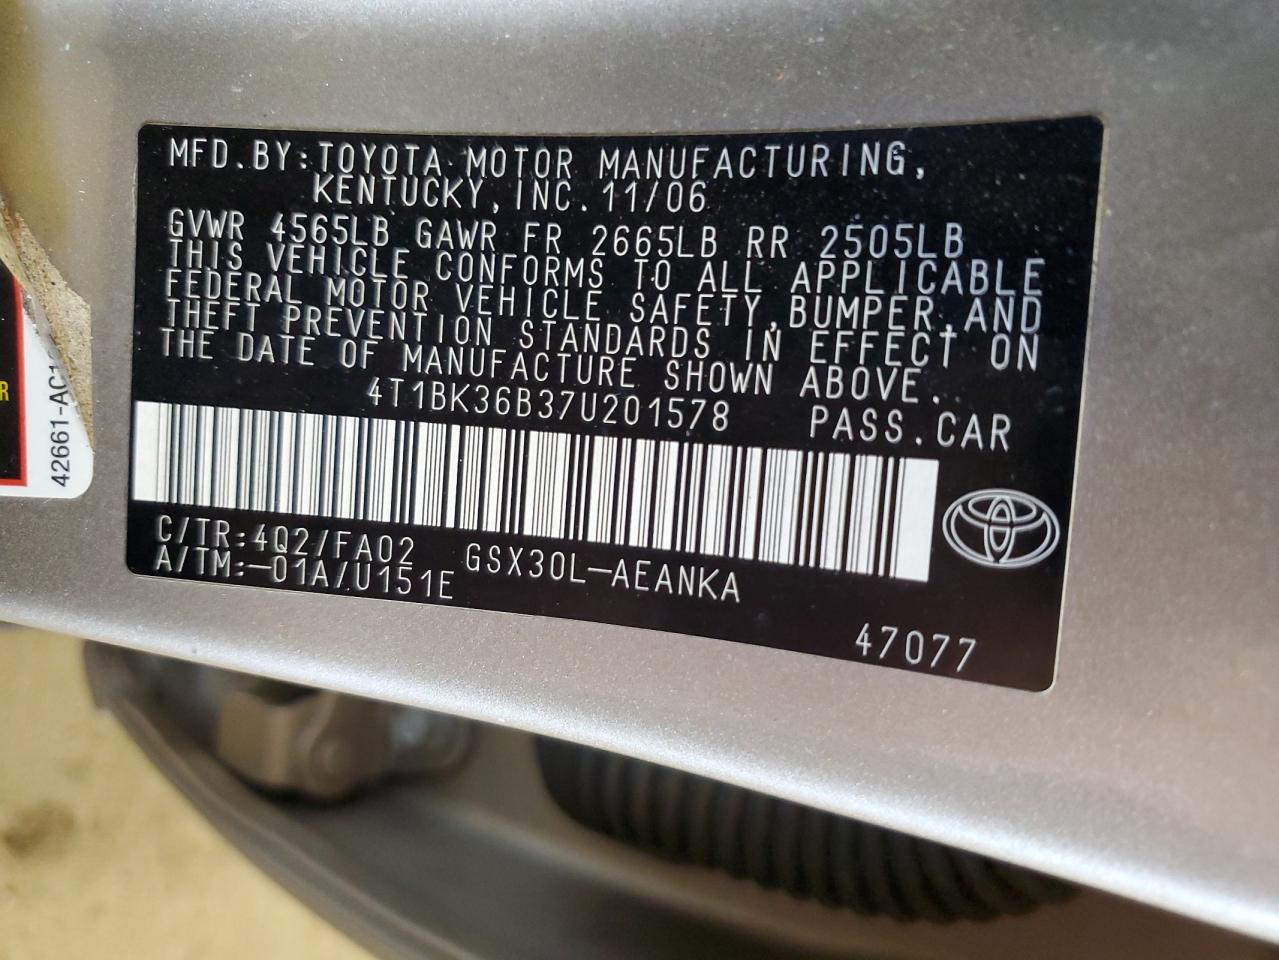 MFD.BY:TOYOTA MOTOR MANUFACTURING,
KENTUCKY,INC.11/06
GVWR 4565LB GAWR FR 2665LB RR 2505LB
THIS VEHICLE CONFORMS TO ALL APPLICABLE
FEDERAL MOTOR VEHICLE SAFETY,BUMPER,AND
THEFT PREVENTION STANDARDS IN EFFECT ON
THE DATE OF MANUFACTURE SHOWN ABOVE.
4T1BK36B37U201578 PASS.CAR
C/TR:4Q2/FA02 GSX30L-AEANKA
A/TM:-01A/U151E
47077
R